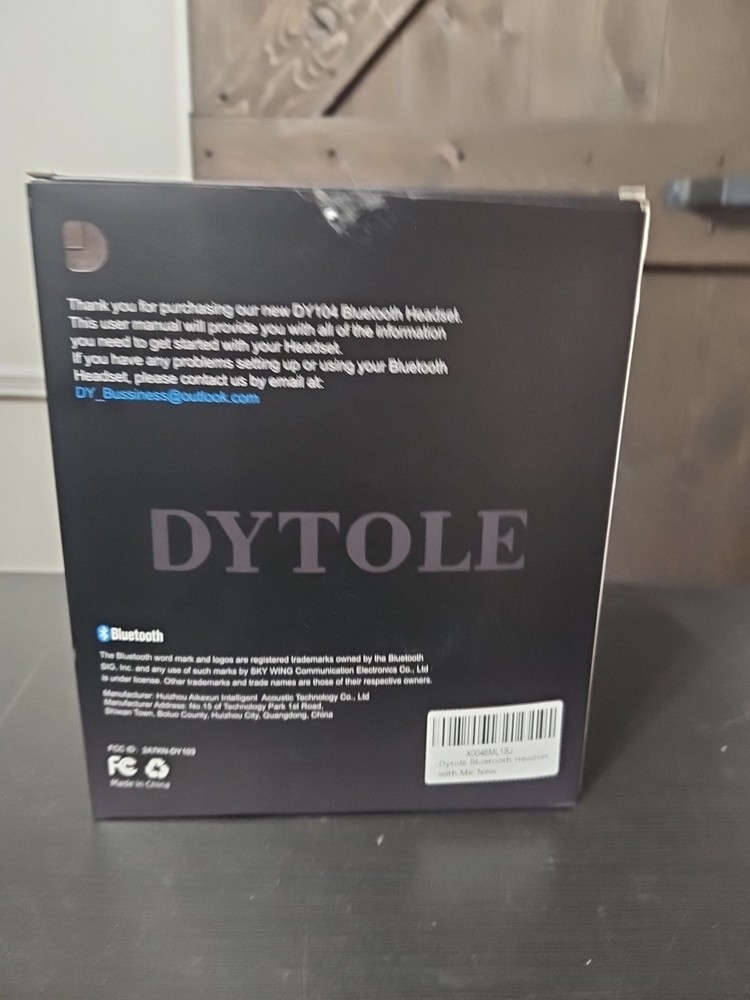 Thank you for purchasing our new DY104 Bluetooth Headset.
This user manual will provide you with all of the information
you need to get started with your Headset.
If you have any problems setting up or using your Bluetooth
Headset, please contact us by email at:
DY_Bussiness@outlook.com
DYTOLE
Bluetooth
The Bluetooth word mark and logos are registered trademarks owned by the Bluetooth
SIG, Inc. and any use of such marks by SKY WING Communication Electronics Co., Ltd
is under license. Other trademarks and trade names are those of their respective owners.
Manufacturer: Huizhou Aikexun Intelligent Acoustic Technology Co., Ltd
Manufacturer Address: No.15 of Technology Park 1st Road,
Shiwan Town, Boluo County, Huizhou City, Guangdong, China
FCC ID: 2A7KN-DY103
FC
Made in China
X0046ML1SJ
Dytole Bluetooth Headset
with Mic New